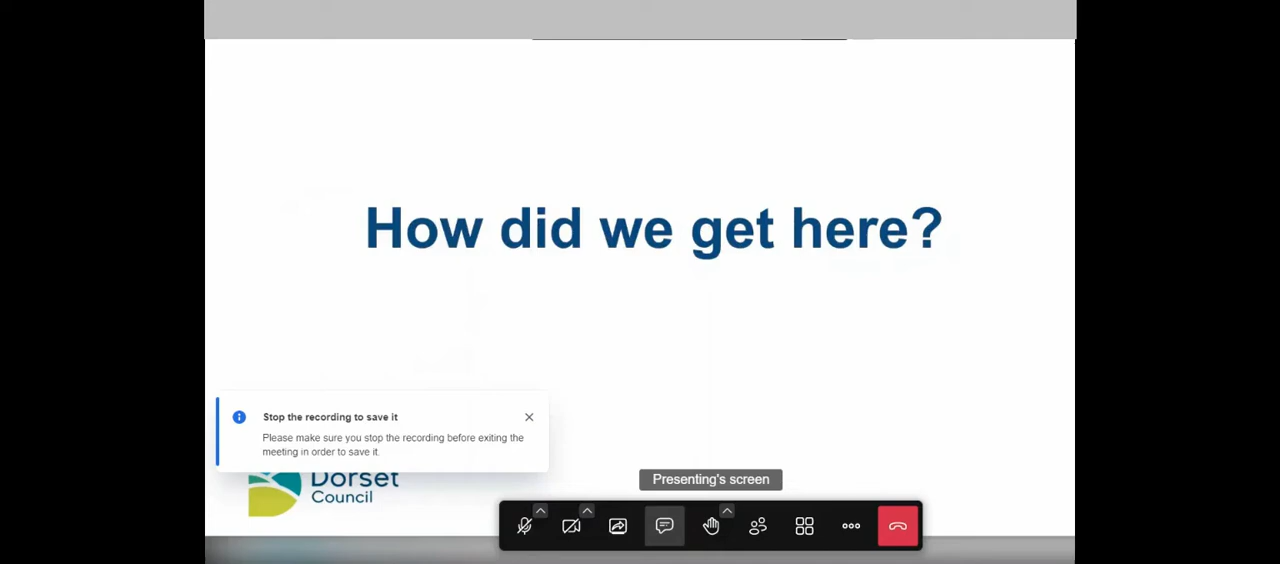 How did we get here?
Stop the recording to save it
Please make sure you stop the recording before exiting the
meeting in order to save it.
Dorset
Council
Presenting's screen